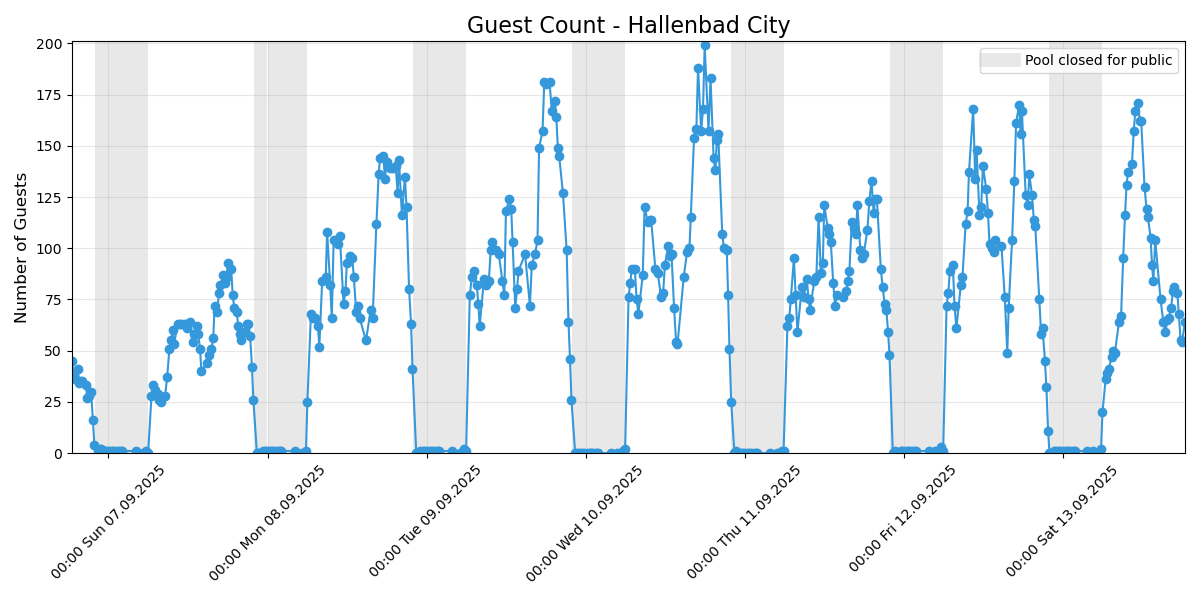 Guest Count - Hallenbad City
Pool closed for public
Number of Guests
200
175
150
125
100
75
50
25
0
00:00 Sun 07.09.2025
00:00 Mon 08.09.2025
00:00 Tue 09.09.2025
00:00 Wed 10.09.2025
00:00 Thu 11.09.2025
00:00 Fri 12.09.2025
00:00 Sat 13.09.2025